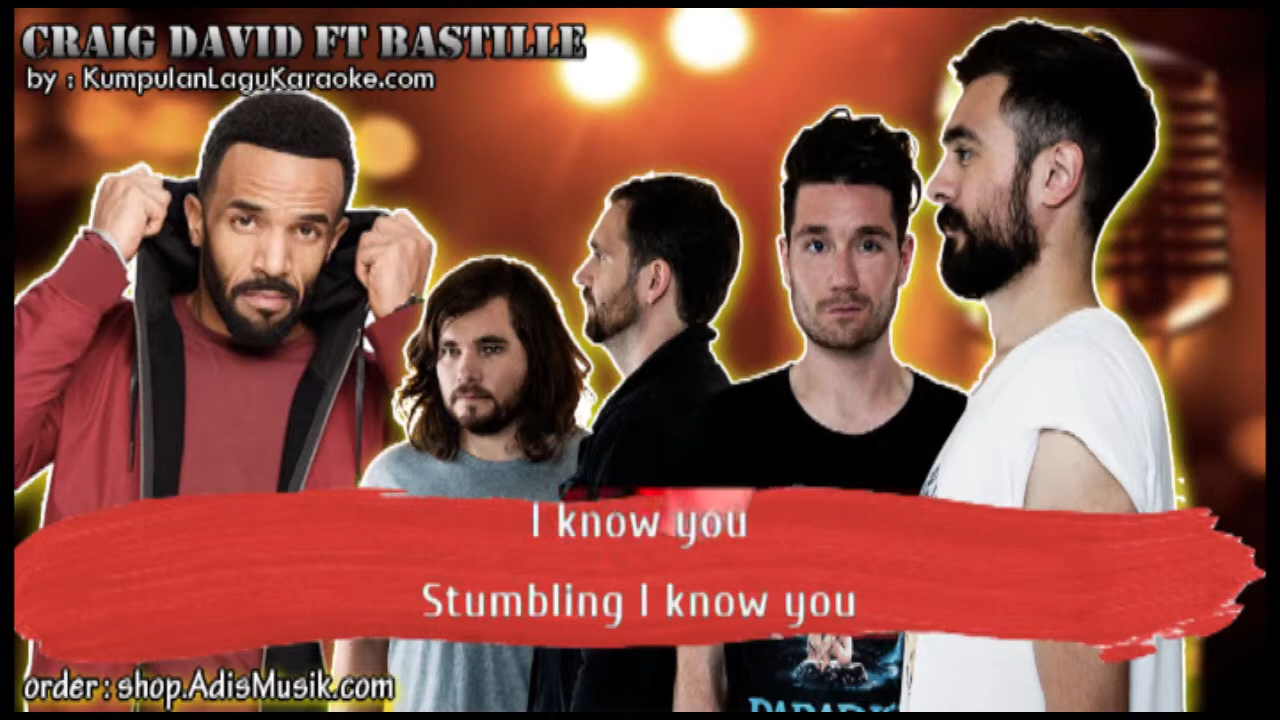 CRAIG DAVID FT BASTILLE
by : KumpulanLaguKaraoke.com
I know you
Stumbling I know you
order : shop.AdisMusik.com